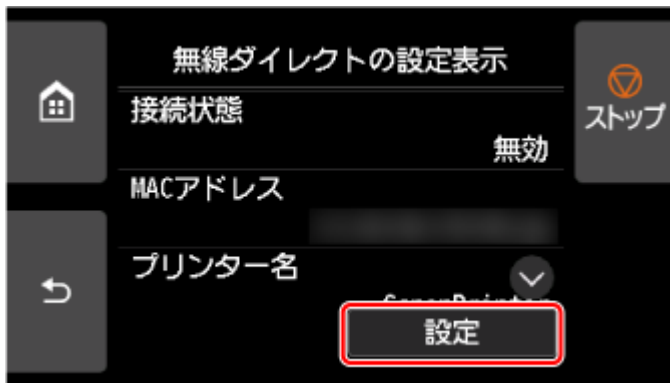 無線ダイレクトの設定表示
接続状態
無効
MACアドレス
プリンター名
設定
ストップ